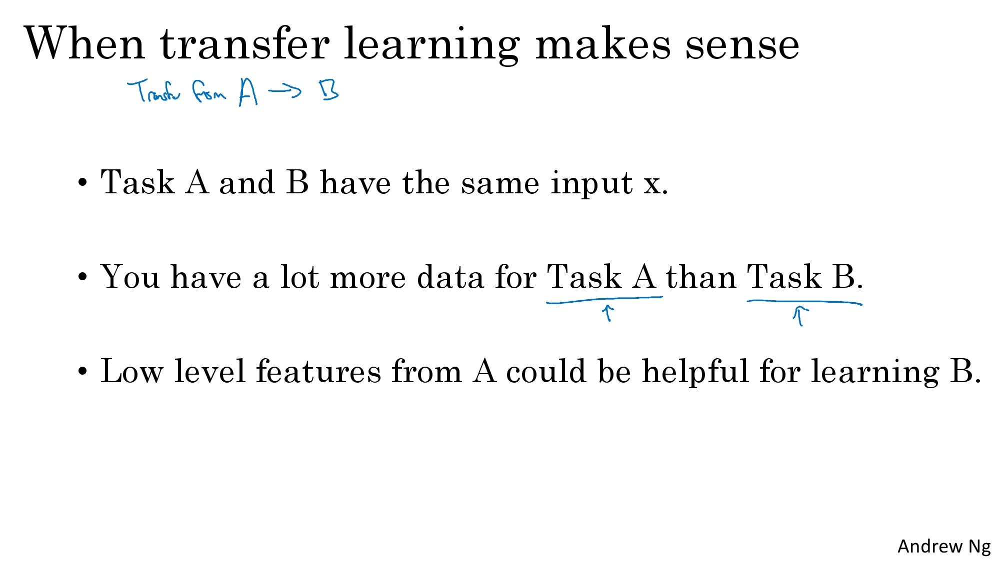 When transfer learning makes sense
Transfer from A → B
• Task A and B have the same input x.
• You have a lot more data for Task A than Task B.
↑ ↑
• Low level features from A could be helpful for learning B.
Andrew Ng